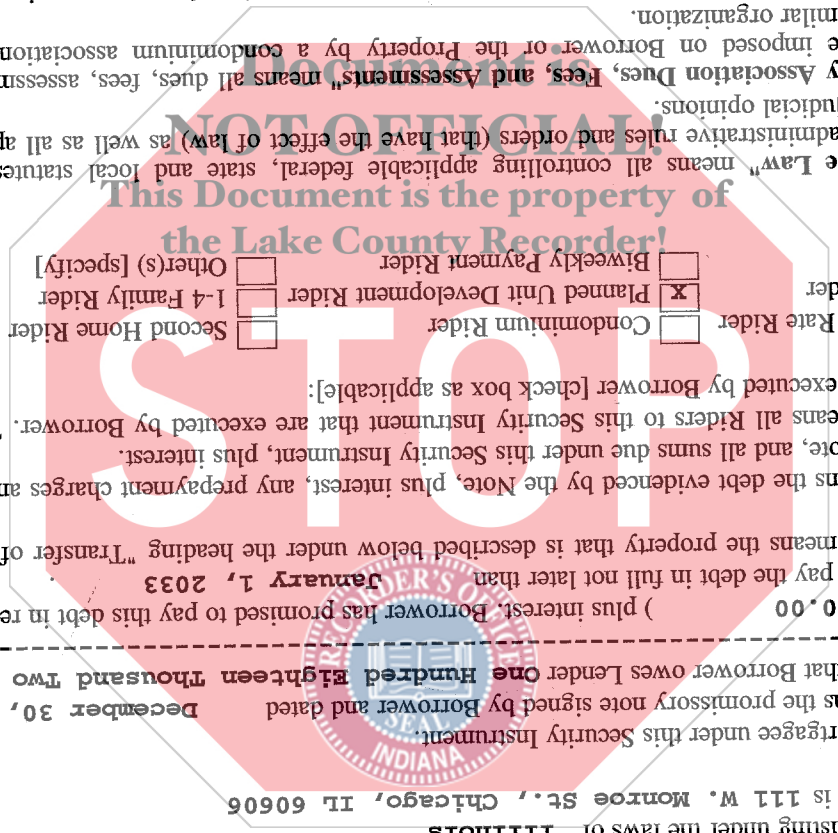 isting under the laws of Illinois
is 111 W. Monroe St., Chicago, IL 60606
rtgagee under this Security Instrument.
ns the promissory note signed by Borrower and dated December 30,
hat Borrower owes Lender One Hundred Eighteen Thousand Two
0.00 ) plus interest. Borrower has promised to pay this debt in re
pay the debt in full not later than January 1, 2033 .
means the property that is described below under the heading "Transfer of
ns the debt evidenced by the Note, plus interest, any prepayment charges an
ote, and all sums due under this Security Instrument, plus interest.
eans all Riders to this Security Instrument that are executed by Borrower.
executed by Borrower [check box as applicable]:
Rate Rider Condominium Rider Second Home Rider
der X Planned Unit Development Rider 1-4 Family Rider
Biweekly Payment Rider Other(s) [specify]
e Law" means all controlling applicable federal, state and local statutes
administrative rules and orders (that have the effect of law) as well as all ap
udicial opinions.
y Association Dues, Fees, and Assessments" means all dues, fees, assessm
e imposed on Borrower or the Property by a condominium association
milar organization.
Document is
NOT OFFICIAL!
This Document is the property of
the Lake County Recorder!
STOP
RECORDER'S OFFICE
SEAL
INDIANA